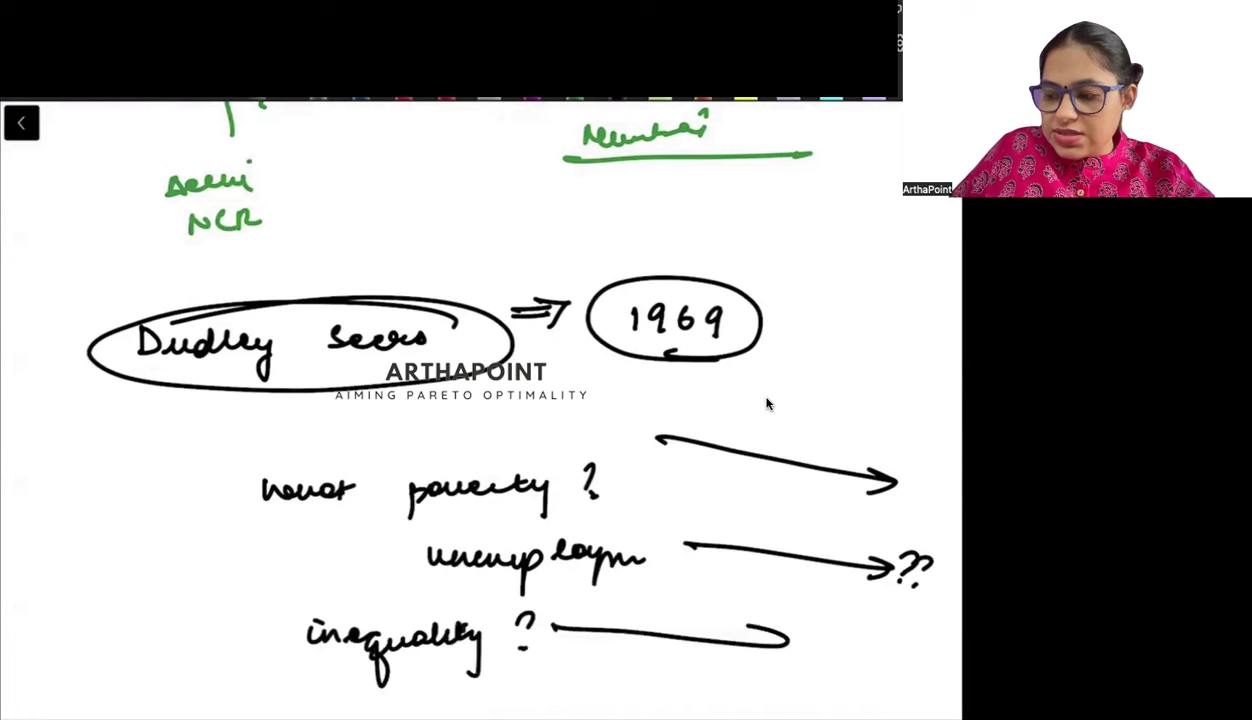 Mumbai
Delhi
NCR
Dudley Seers ⇒ 1969
ARTHAPOINT
AIMING PARETO OPTIMALITY
what poverty ?
unemploym
??
inequality ?
ArthaPoint